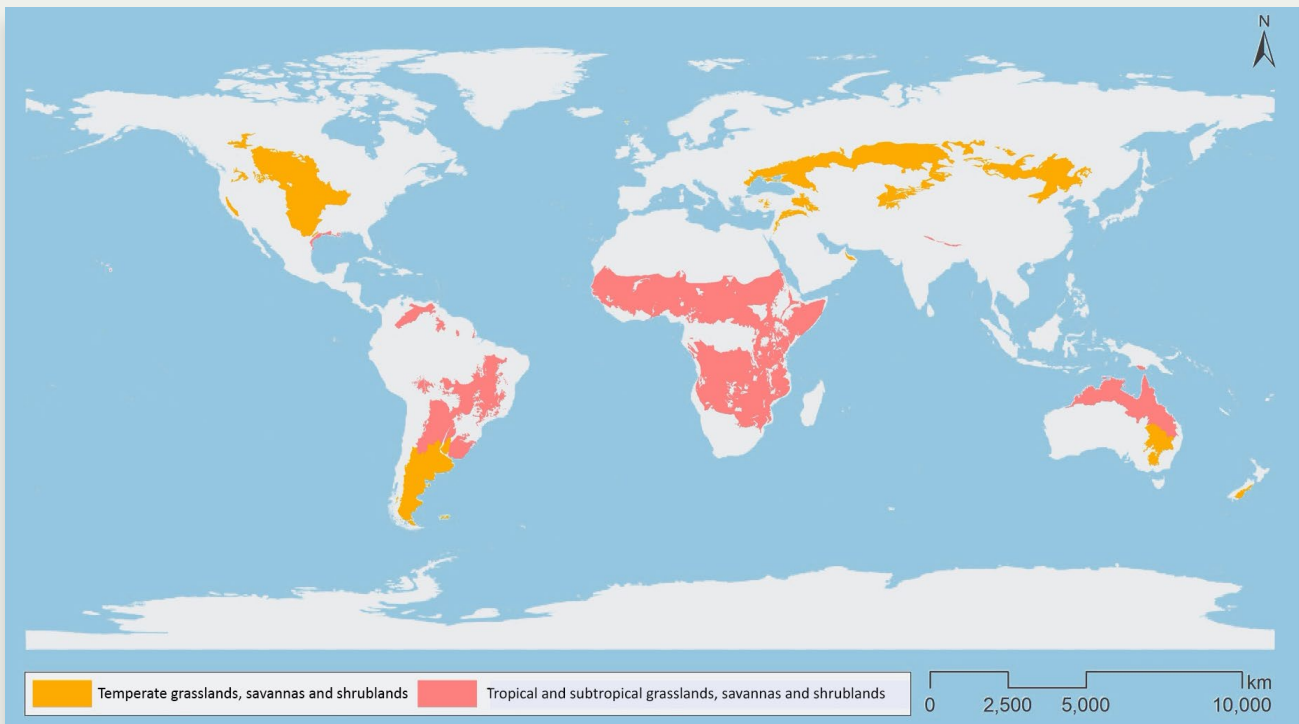 N
Temperate grasslands, savannas and shrublands
Tropical and subtropical grasslands, savannas and shrublands
km
0 2,500 5,000 10,000